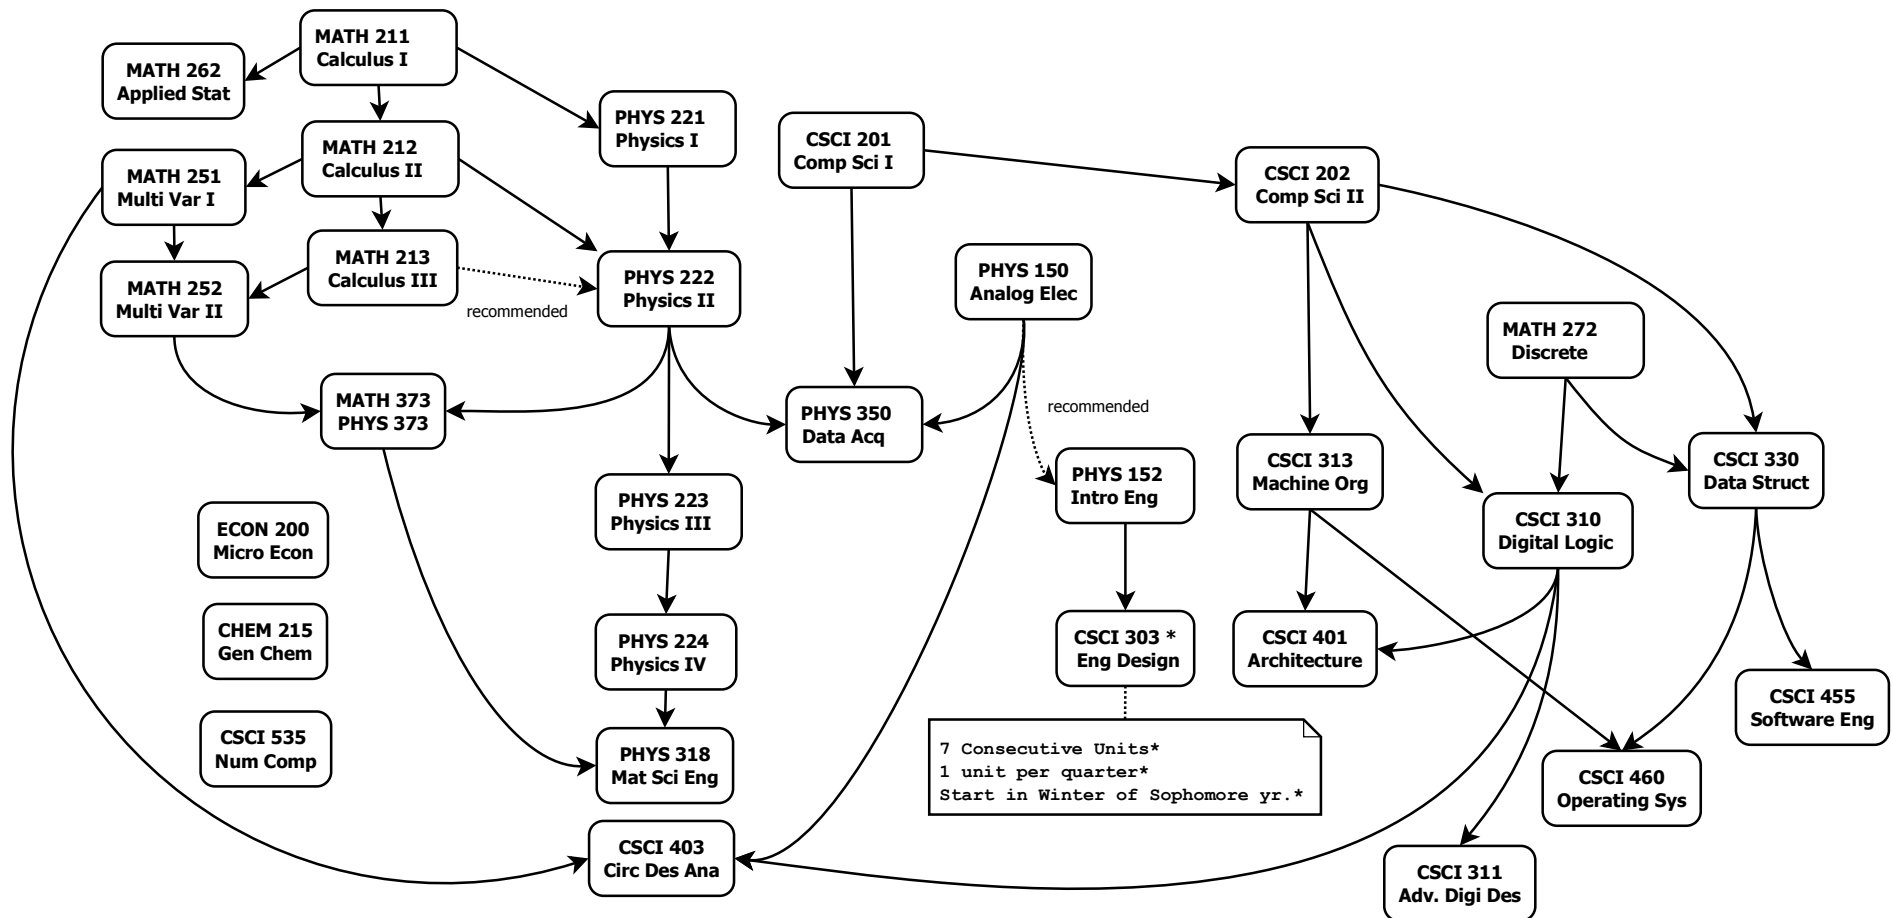 MATH 211
Calculus I
MATH 262
Applied Stat
PHYS 221
Physics I
CSCI 201
Comp Sci I
MATH 212
Calculus II
MATH 251
Multi Var I
CSCI 202
Comp Sci II
MATH 213
Calculus III
MATH 252
Multi Var II
recommended
PHYS 222
Physics II
PHYS 150
Analog Elec
MATH 272
Discrete
MATH 373
PHYS 373
PHYS 350
Data Acq
recommended
CSCI 313
Machine Org
PHYS 152
Intro Eng
CSCI 330
Data Struct
PHYS 223
Physics III
CSCI 310
Digital Logic
ECON 200
Micro Econ
CHEM 215
Gen Chem
PHYS 224
Physics IV
CSCI 303 *
Eng Design
CSCI 401
Architecture
CSCI 455
Software Eng
CSCI 535
Num Comp
PHYS 318
Mat Sci Eng
7 Consecutive Units*
1 unit per quarter*
Start in Winter of Sophomore yr.*
CSCI 460
Operating Sys
CSCI 403
Circ Des Ana
CSCI 311
Adv. Digi Des